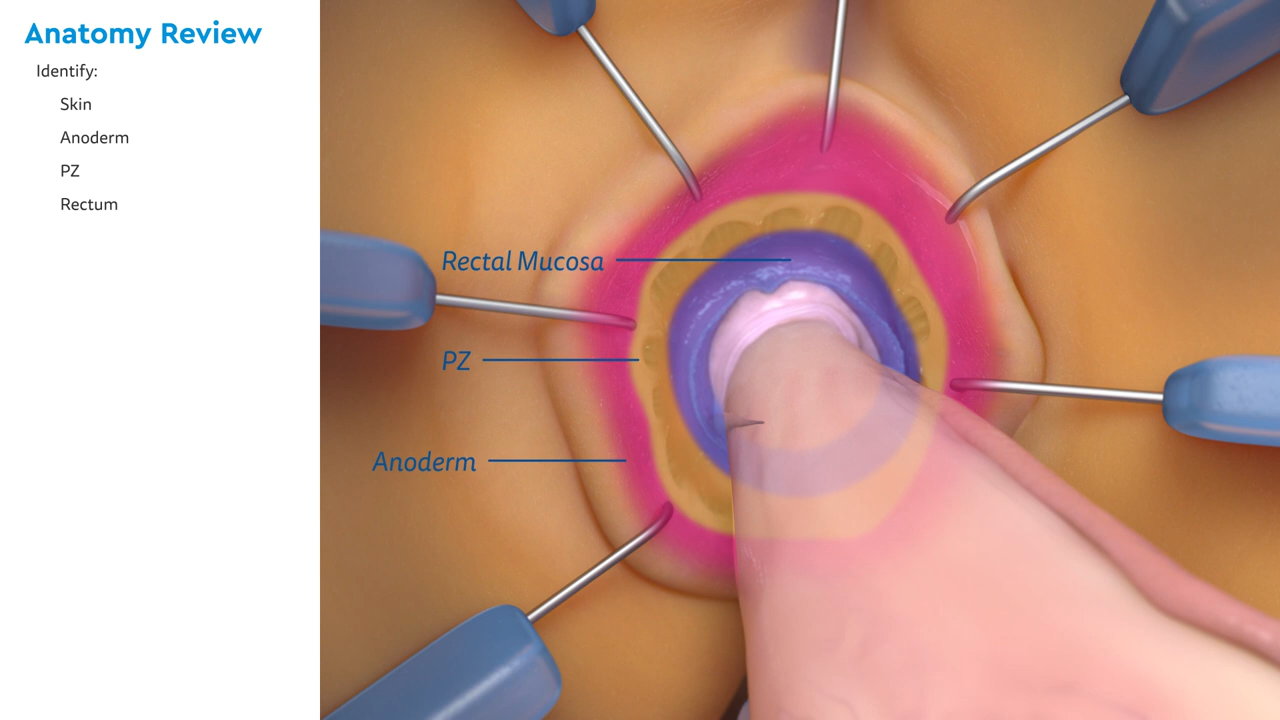 Anatomy Review
Identify:
Skin
Anoderm
PZ
Rectum
Rectal Mucosa
PZ
Anoderm